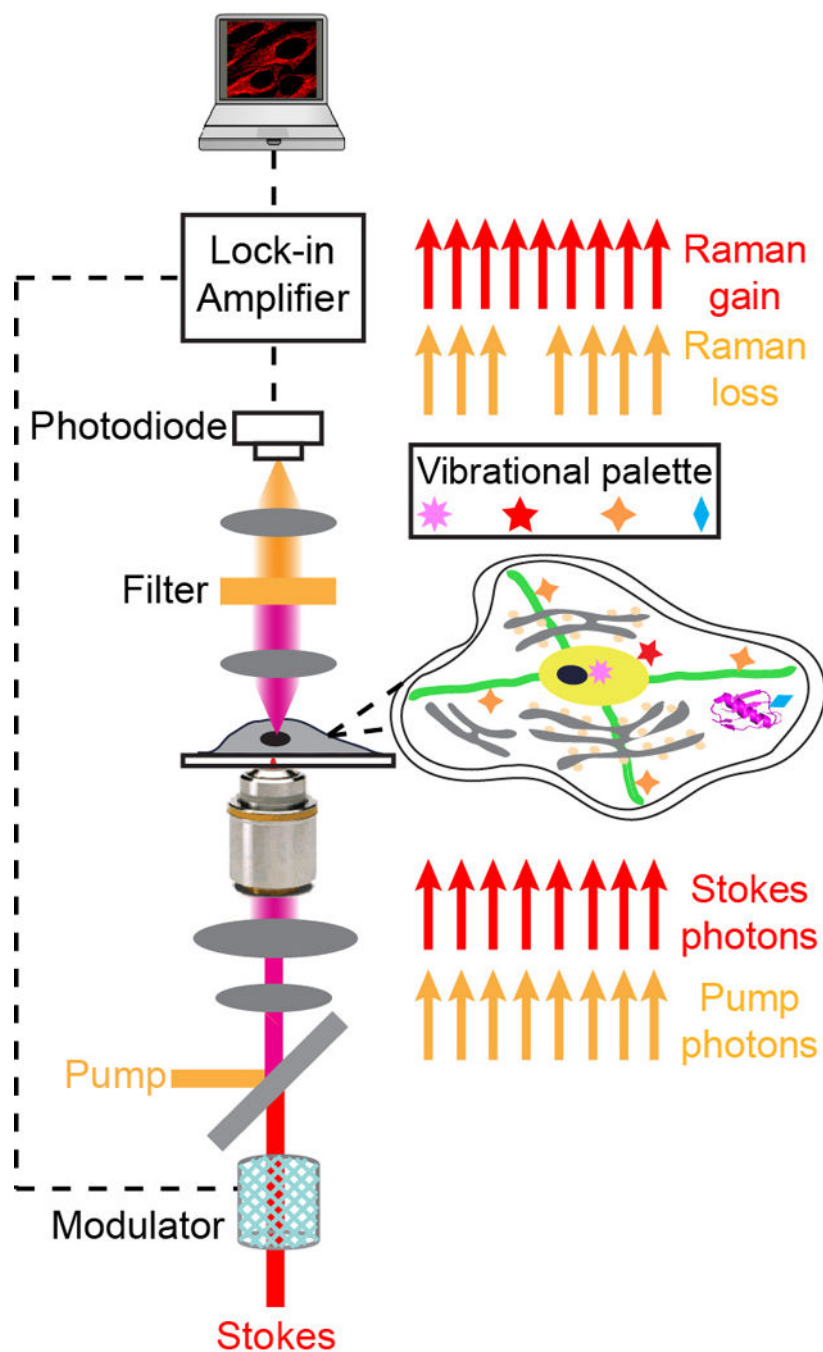 Lock-in
Amplifier
Raman
gain
Raman
loss
Photodiode
Vibrational palette
Filter
Stokes
photons
Pump
photons
Pump
Modulator
Stokes